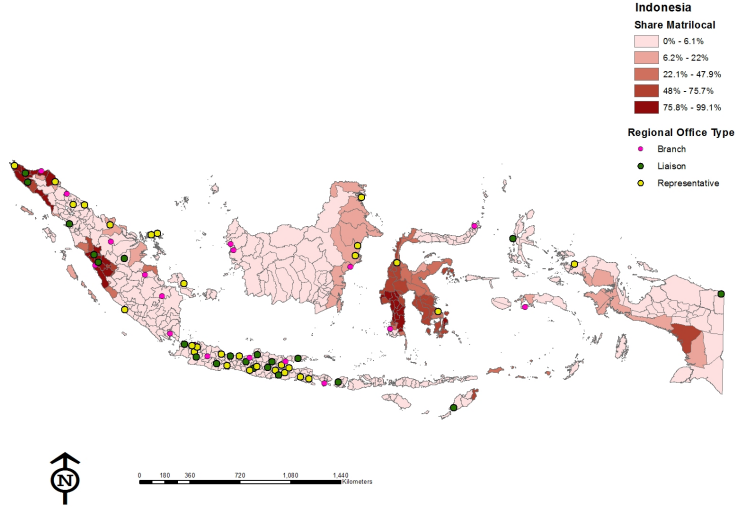 Indonesia
Share Matrilocal
0% - 6.1%
6.2% - 22%
22.1% - 47.9%
48% - 75.7%
75.8% - 99.1%
Regional Office Type
Branch
Liaison
Representative
N
0 180 360 720 1,080 1,440
Kilometers